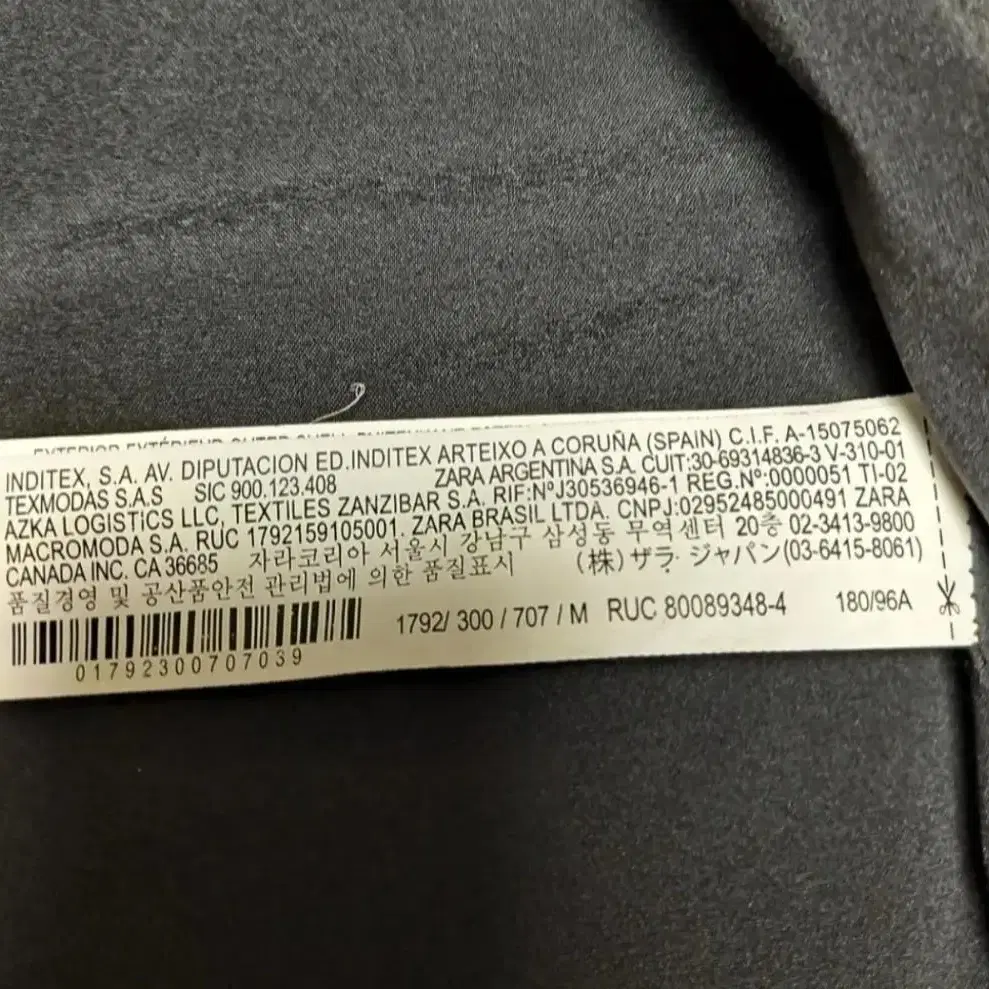 INDITEX, S.A. AV. DIPUTACION ED.INDITEX ARTEIXO A CORUÑA (SPAIN) C.I.F. A-15075062
TEXMODAS S.A.S SIC 900.123.408 ZARA ARGENTINA S.A. CUIT:30-69314836-3 V-310-01
AZKA LOGISTICS LLC, TEXTILES ZANZIBAR S.A. RIF:NºJ30536946-1 REG.Nº:0000051 TI-02
MACROMODA S.A. RUC 1792159105001. ZARA BRASIL LTDA. CNPJ:02952485000491 ZARA
CANADA INC. CA 36685 자라코리아 서울시 강남구 삼성동 무역센터 20층 02-3413-9800
품질경영 및 공산품안전 관리법에 의한 품질표시 (株)ザラ・ジャパン(03-6415-8061)
1792/ 300 / 707 / M RUC 80089348-4 180/96A
01792300707039